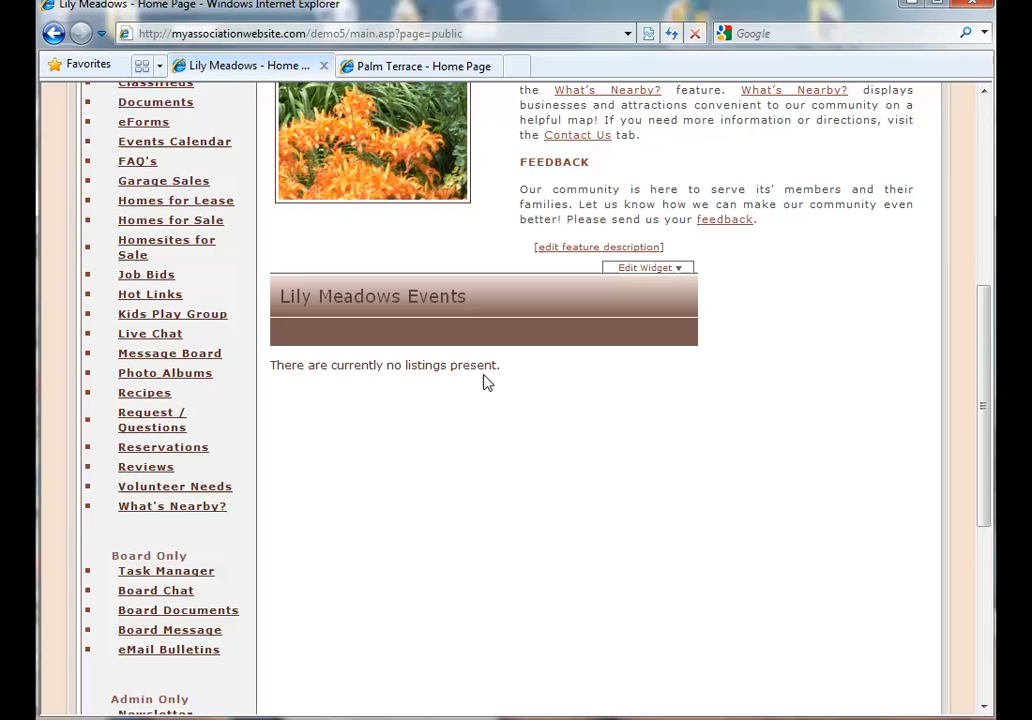 Lily Meadows - Home Page - Windows Internet Explorer
http://myassociationwebsite.com/demo5/main.asp?page=public
Google
Favorites
Lily Meadows - Home ...
Palm Terrace - Home Page
Classifieds
Documents
eForms
Events Calendar
FAQ's
Garage Sales
Homes for Lease
Homes for Sale
Homesites for
Sale
Job Bids
Hot Links
Kids Play Group
Live Chat
Message Board
Photo Albums
Recipes
Request /
Questions
Reservations
Reviews
Volunteer Needs
What's Nearby?
Board Only
Task Manager
Board Chat
Board Documents
Board Message
eMail Bulletins
Admin Only
Newsletter
the What's Nearby? feature. What's Nearby? displays
businesses and attractions convenient to our community on a
helpful map! If you need more information or directions, visit
the Contact Us tab.
FEEDBACK
Our community is here to serve its' members and their
families. Let us know how we can make our community even
better! Please send us your feedback.
[edit feature description]
Edit Widget
Lily Meadows Events
There are currently no listings present.